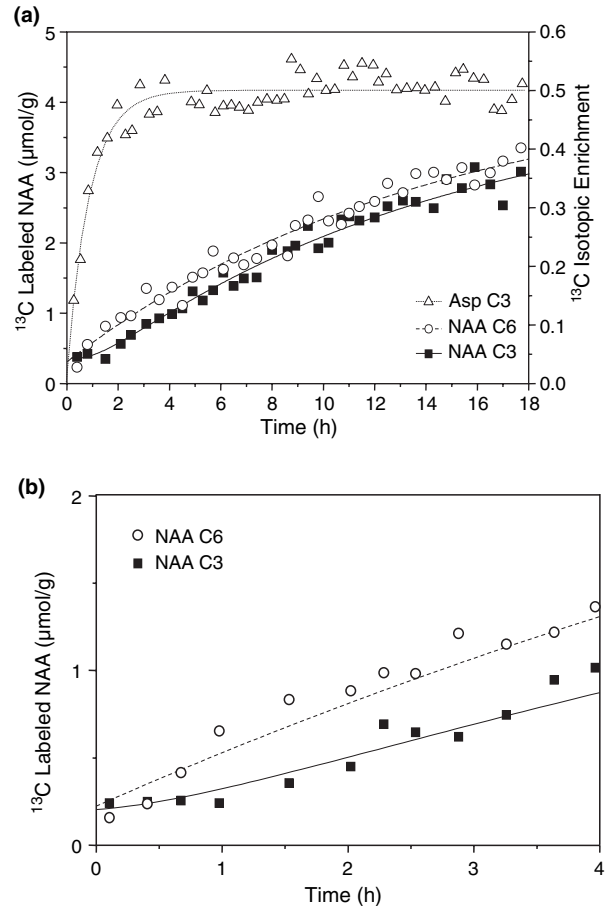 (a)
5
4
3
2
1
0
¹³C Labeled NAA (µmol/g)
0.6
0.5
0.4
0.3
0.2
0.1
0.0
¹³C Isotopic Enrichment
Asp C3
NAA C6
NAA C3
0 2 4 6 8 10 12 14 16 18
Time (h)
(b)
2
1
0
¹³C Labeled NAA (µmol/g)
NAA C6
NAA C3
0 1 2 3 4
Time (h)